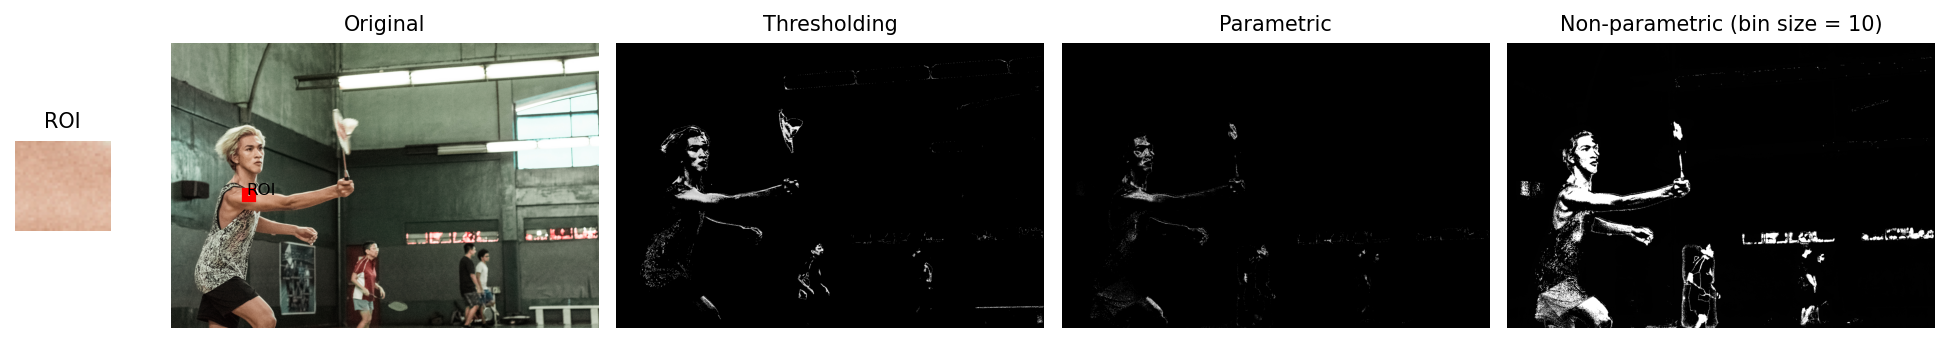 Original
Thresholding
Parametric
Non-parametric (bin size = 10)
ROI
ROI